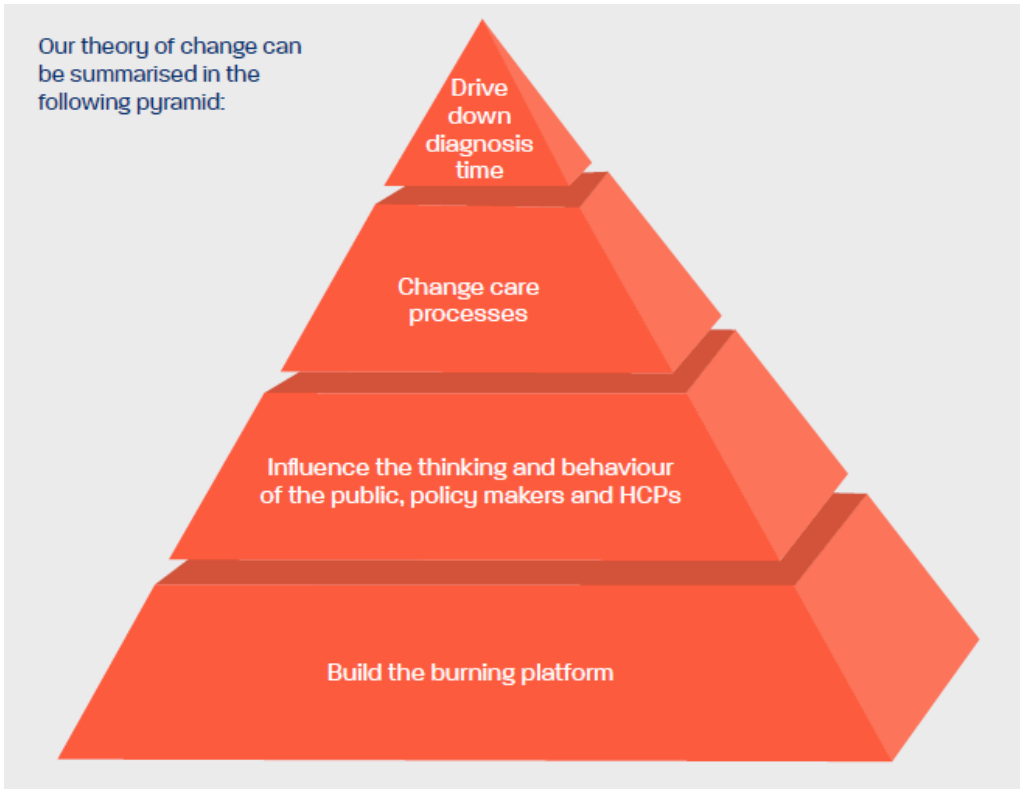 Our theory of change can
be summarised in the
following pyramid:
Drive
down
diagnosis
time
Change care
processes
Influence the thinking and behaviour
of the public, policy makers and HCPs
Build the burning platform